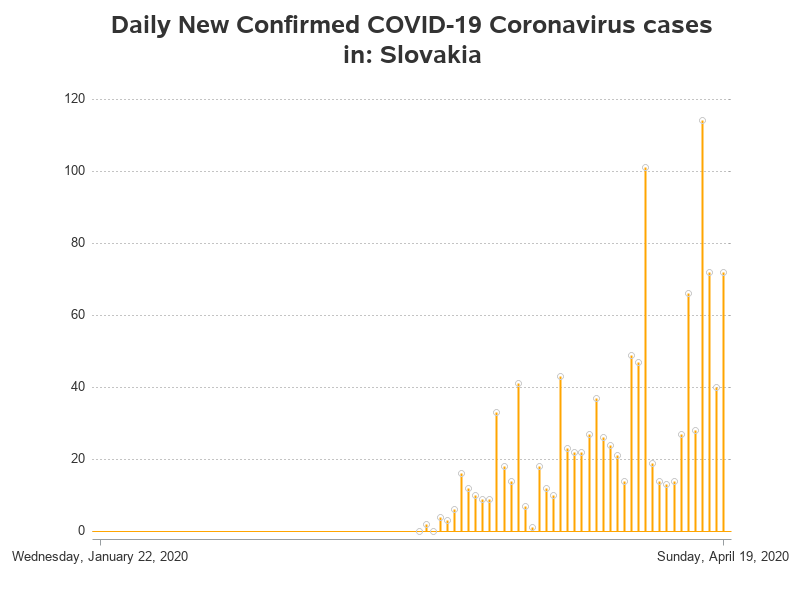 Daily New Confirmed COVID-19 Coronavirus cases
in: Slovakia
120
100
80
60
40
20
0
Wednesday, January 22, 2020
Sunday, April 19, 2020